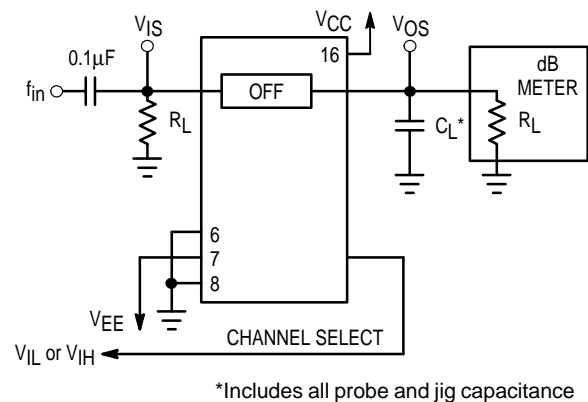 V_IS
V_CC
V_OS
0.1μF
16
dB
METER
f_in
OFF
R_L
C_L*
R_L
6
7
8
V_EE
CHANNEL SELECT
V_IL or V_IH
*Includes all probe and jig capacitance